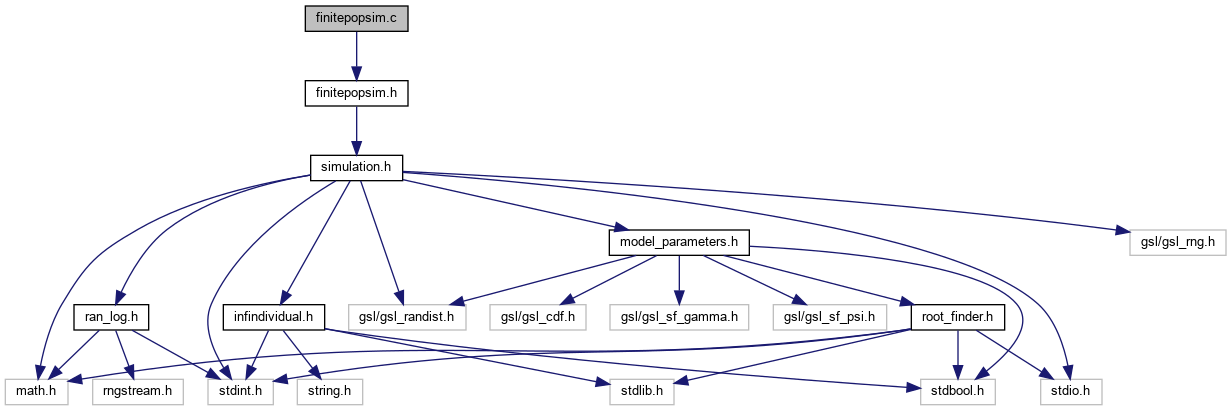 finitepopsim.c
finitepopsim.h
simulation.h
model_parameters.h
gsl/gsl_rng.h
ran_log.h
infindividual.h
gsl/gsl_randist.h
gsl/gsl_cdf.h
gsl/gsl_sf_gamma.h
gsl/gsl_sf_psi.h
root_finder.h
math.h
rngstream.h
stdint.h
string.h
stdlib.h
stdbool.h
stdio.h